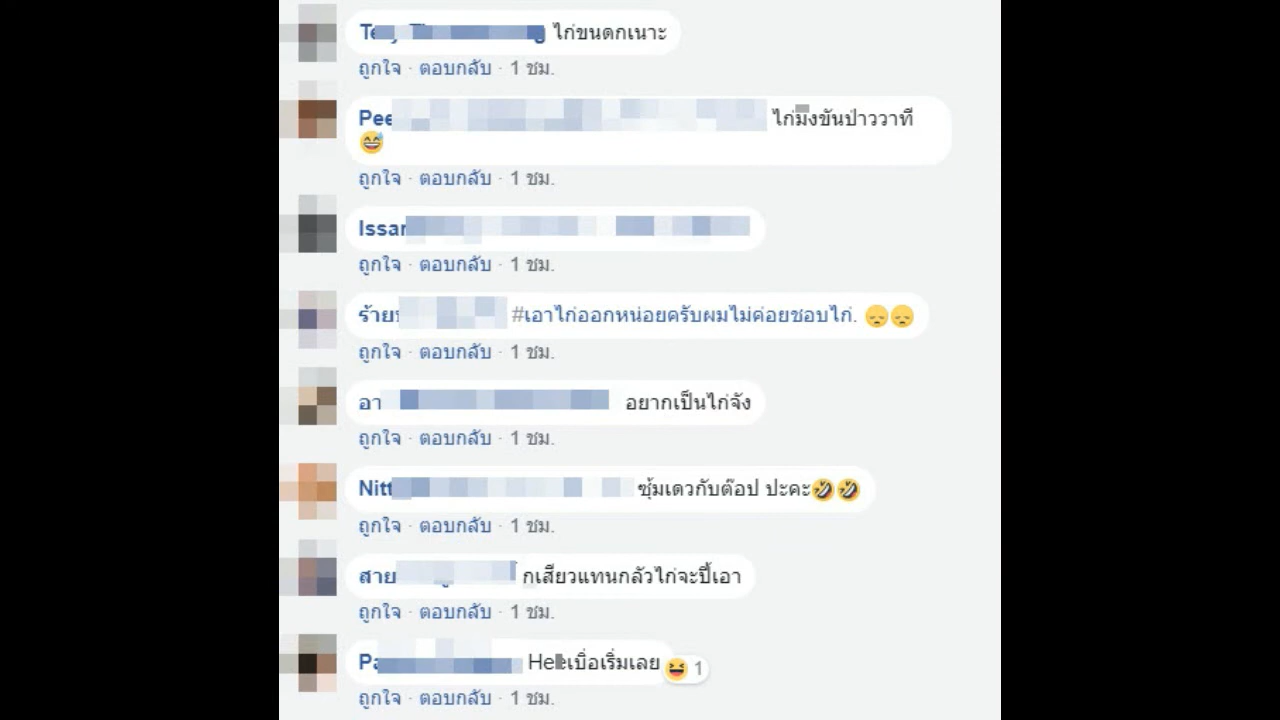 ไก่ขนดกเนาะ
ถูกใจ · ตอบกลับ · 1 ชม.
Pee ไก่มึงขันป่าววาที
😅
ถูกใจ · ตอบกลับ · 1 ชม.
Issar
ถูกใจ · ตอบกลับ · 1 ชม.
ร้าย #เอาไก่ออกหน่อยครับผมไม่ค่อยชอบไก่. 😞😞
ถูกใจ · ตอบกลับ · 1 ชม.
อา อยากเป็นไก่จัง
ถูกใจ · ตอบกลับ · 1 ชม.
Nitt ซุ้มเดวกับต๊อป ปะคะ🤣🤣
ถูกใจ · ตอบกลับ · 1 ชม.
สาย กเสียวแทนกลัวไก่จะปี้เอา
ถูกใจ · ตอบกลับ · 1 ชม.
Pa เบื่อเริ่มเลย 😆 1
ถูกใจ · ตอบกลับ · 1 ชม.